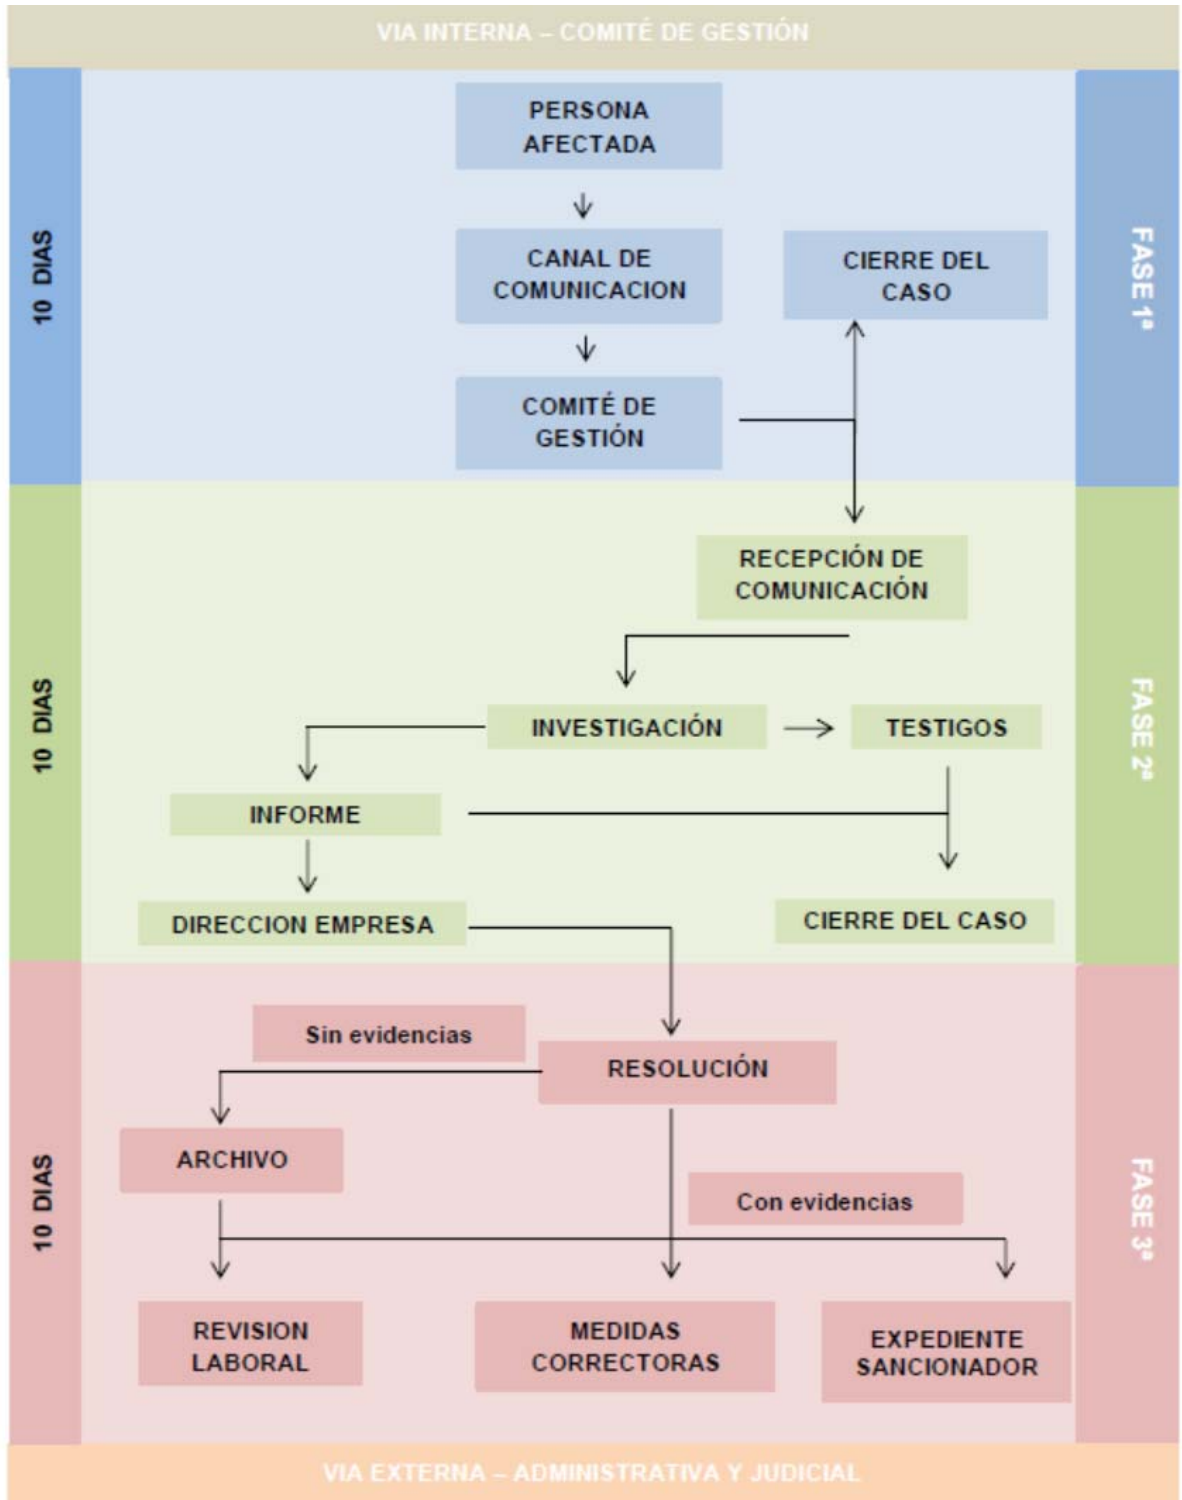 VIA INTERNA – COMITÉ DE GESTIÓN
PERSONA
AFECTADA
10 DIAS
CANAL DE
COMUNICACION
CIERRE DEL
CASO
FASE 1ª
COMITÉ DE
GESTIÓN
RECEPCIÓN DE
COMUNICACIÓN
10 DIAS
INVESTIGACIÓN
TESTIGOS
FASE 2ª
INFORME
DIRECCION EMPRESA
CIERRE DEL CASO
Sin evidencias
RESOLUCIÓN
ARCHIVO
10 DIAS
Con evidencias
FASE 3ª
REVISION
LABORAL
MEDIDAS
CORRECTORAS
EXPEDIENTE
SANCIONADOR
VIA EXTERNA – ADMINISTRATIVA Y JUDICIAL